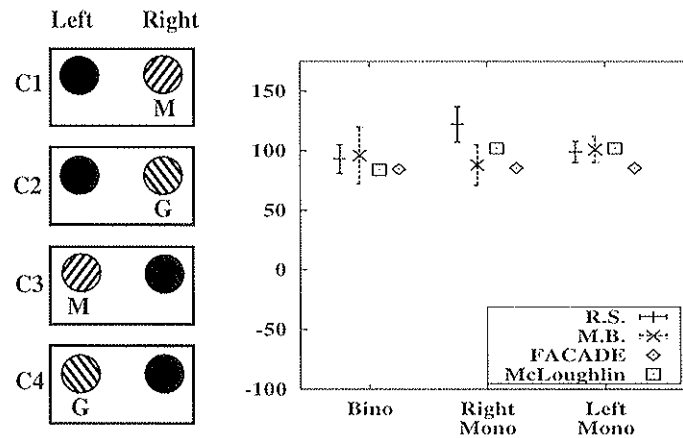 Left Right
C1
M
C2
G
C3
M
C4
G
150
100
50
0
-50
-100
R.S.
M.B.
FACADE
McLoughlin
Bino Right Mono Left Mono